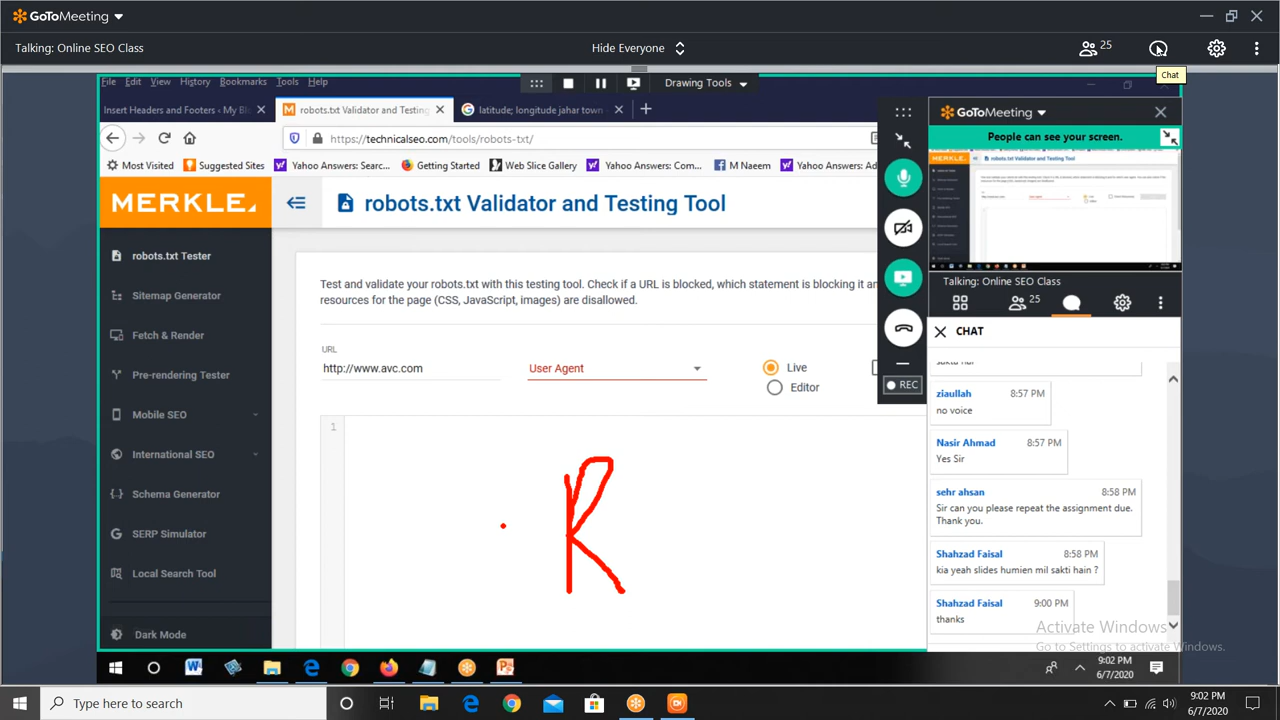 GoToMeeting
Talking: Online SEO Class
Hide Everyone
25
Chat
File Edit View History Bookmarks Tools Help
Drawing Tools
Insert Headers and Footers ‹ My Bl
robots.txt Validator and Testing
latitude; longitude jahar town -
https://technicalseo.com/tools/robots-txt/
Most Visited
Suggested Sites
Yahoo Answers: Searc...
Getting Started
Web Slice Gallery
Yahoo Answers: Com...
M Naeem
Yahoo Answers: Ad
MERKLE
robots.txt Validator and Testing Tool
robots.txt Tester
Sitemap Generator
Fetch & Render
Pre-rendering Tester
Mobile SEO
International SEO
Schema Generator
SERP Simulator
Local Search Tool
Dark Mode
Test and validate your robots.txt with this testing tool. Check if a URL is blocked, which statement is blocking it an
resources for the page (CSS, JavaScript, images) are disallowed.
URL
http://www.avc.com
User Agent
Live
Editor
1
R
REC
GoToMeeting
People can see your screen.
robots.txt Validator and Testing Tool
Talking: Online SEO Class
25
CHAT
ziaullah 8:57 PM
no voice
Nasir Ahmad 8:57 PM
Yes Sir
sehr ahsan 8:58 PM
Sir can you please repeat the assignment due.
Thank you.
Shahzad Faisal 8:58 PM
kia yeah slides humien mil sakti hain ?
Shahzad Faisal 9:00 PM
thanks
Activate Windows
Go to Settings to activate Windows.
9:02 PM
6/7/2020
Type here to search
9:02 PM
6/7/2020